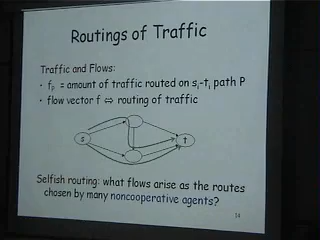 Routings of Traffic
Traffic and Flows:
• fP = amount of traffic routed on si-ti path P
• flow vector f ⇔ routing of traffic
s
t
Selfish routing: what flows arise as the routes
chosen by many noncooperative agents?
14